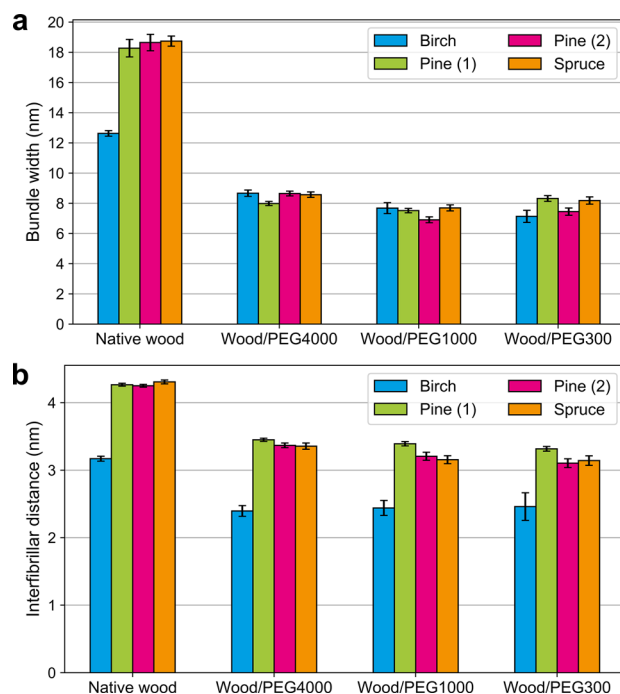 a
20
18
16
14
12
10
8
6
4
2
0
Bundle width (nm)
Birch
Pine (1)
Pine (2)
Spruce
Native wood
Wood/PEG4000
Wood/PEG1000
Wood/PEG300
b
4
3
2
1
0
Interfibrillar distance (nm)
Birch
Pine (1)
Pine (2)
Spruce
Native wood
Wood/PEG4000
Wood/PEG1000
Wood/PEG300